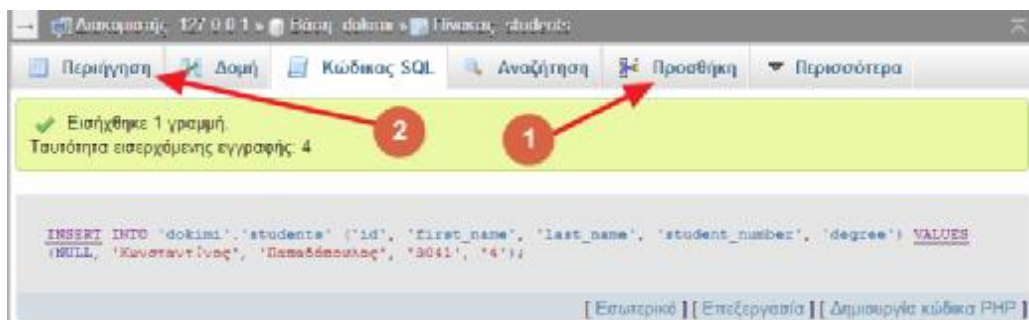 Διακομιστής: 127.0.0.1 » Βάση: dokimi » Πίνακας: students
Περιήγηση Δομή Κώδικας SQL Αναζήτηση Προσθήκη Περισσότερα
Εισήχθηκε 1 γραμμή.
Ταυτότητα εισερχόμενης εγγραφής: 4
2
1
INSERT INTO `dokimi`.`students` (`id`, `first_name`, `last_name`, `student_number`, `degree`) VALUES
(NULL, 'Κωνσταντίνος', 'Παπαδόπουλος', '3041', '6');
[ Εσωτερικό ] [ Επεξεργασία ] [ Δημιουργία κώδικα PHP ]